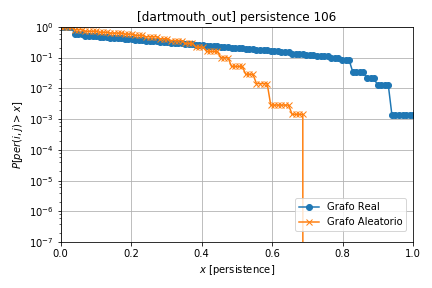 [dartmouth_out] persistence 106
P[per(i,j) > x]
10⁰
10⁻¹
10⁻²
10⁻³
10⁻⁴
10⁻⁵
10⁻⁶
10⁻⁷
Grafo Real
Grafo Aleatorio
0.0 0.2 0.4 0.6 0.8 1.0
x [persistence]